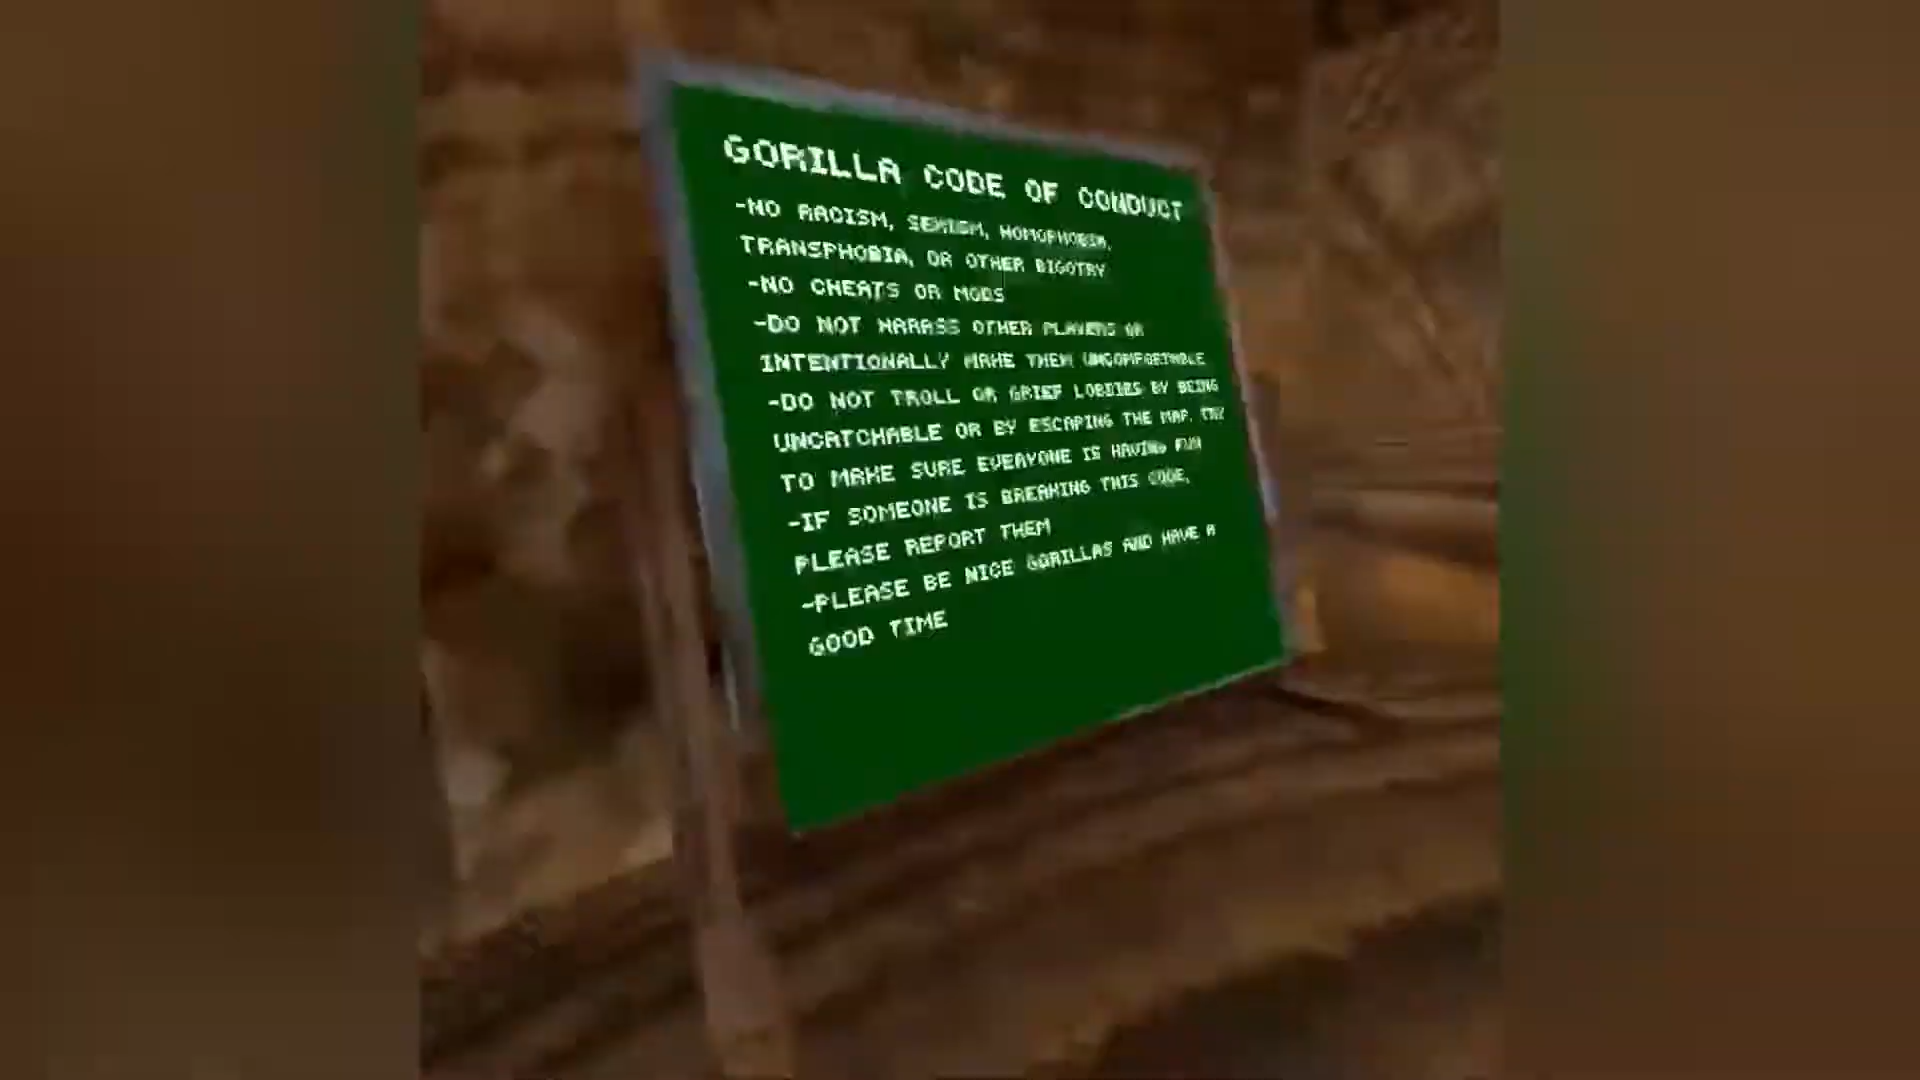 GORILLA CODE OF CONDUCT
-NO RACISM, SEXISM, HOMOPHOBIA,
TRANSPHOBIA, OR OTHER BIGOTRY
-NO CHEATS OR MODS
-DO NOT HARASS OTHER PLAYERS OR
INTENTIONALLY MAKE THEM UNCOMFORTABLE
-DO NOT TROLL OR GRIEF LOBBIES BY BEING
UNCATCHABLE OR BY ESCAPING THE MAP. TRY
TO MAKE SURE EVERYONE IS HAVING FUN
-IF SOMEONE IS BREAKING THIS CODE,
PLEASE REPORT THEM
-PLEASE BE NICE GORILLAS AND HAVE A
GOOD TIME